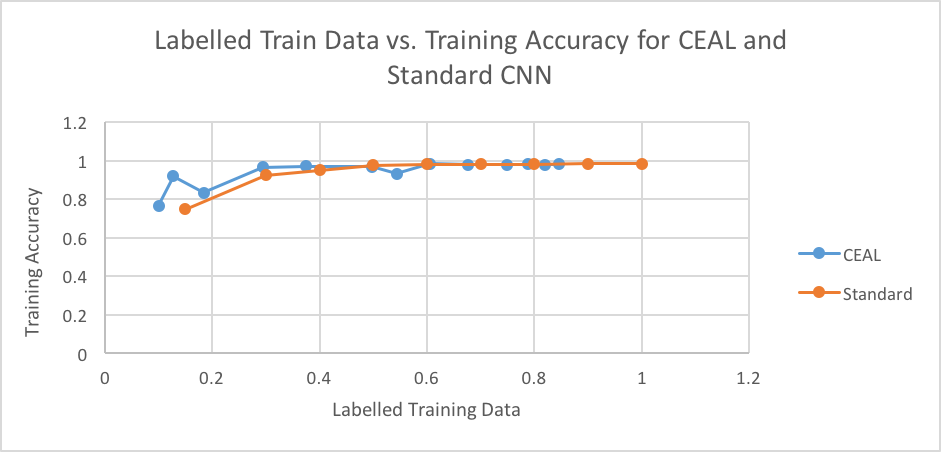 Labelled Train Data vs. Training Accuracy for CEAL and
Standard CNN
Training Accuracy
1.2
1
0.8
0.6
0.4
0.2
0
0 0.2 0.4 0.6 0.8 1 1.2
Labelled Training Data
CEAL
Standard